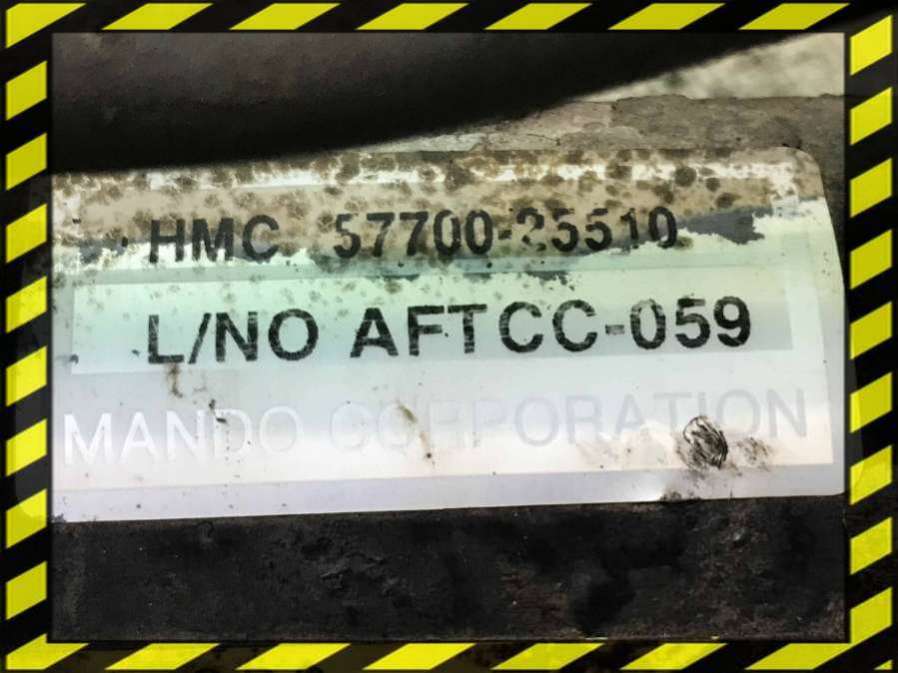 HMC 57700-25510
L/NO AFTCC-059
MANDO CORPORATION